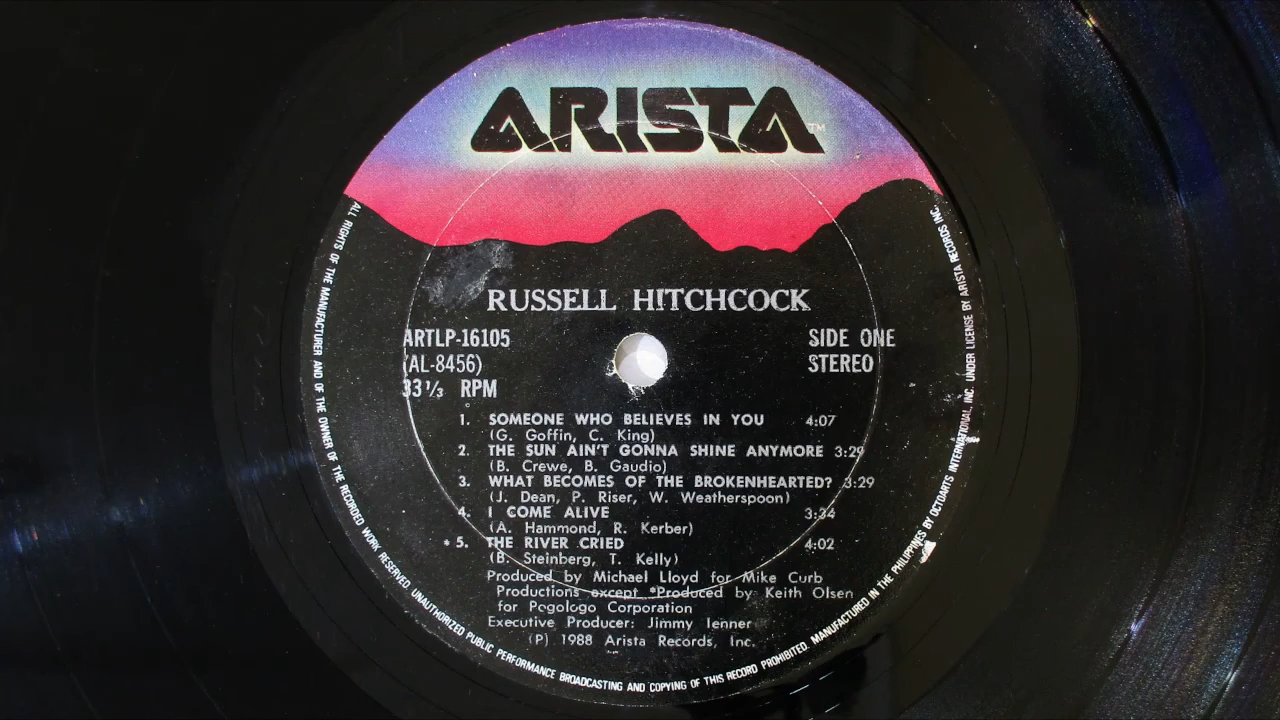 ARISTA™
RUSSELL HITCHCOCK
ARTLP-16105
(AL-8456)
33 1/3 RPM
SIDE ONE
STEREO
1. SOMEONE WHO BELIEVES IN YOU 4:07
(G. Goffin, C. King)
2. THE SUN AIN'T GONNA SHINE ANYMORE 3:29
(B. Crewe, B. Gaudio)
3. WHAT BECOMES OF THE BROKENHEARTED? 3:29
(J. Dean, P. Riser, W. Weatherspoon)
4. I COME ALIVE 3:34
(A. Hammond, R. Kerber)
* 5. THE RIVER CRIED 4:02
(B. Steinberg, T. Kelly)
Produced by Michael Lloyd for Mike Curb
Productions except *Produced by Keith Olsen
for Pogologo Corporation
Executive Producer: Jimmy Ienner
(P) 1988 Arista Records, Inc.
ALL RIGHTS OF THE MANUFACTURER AND OF THE OWNER OF THE RECORDED WORK RESERVED. UNAUTHORIZED PUBLIC PERFORMANCE BROADCASTING AND COPYING OF THIS RECORD PROHIBITED. MANUFACTURED IN THE PHILIPPINES BY OCTOARTS INTERNATIONAL, INC. UNDER LICENSE BY ARISTA RECORDS INC.